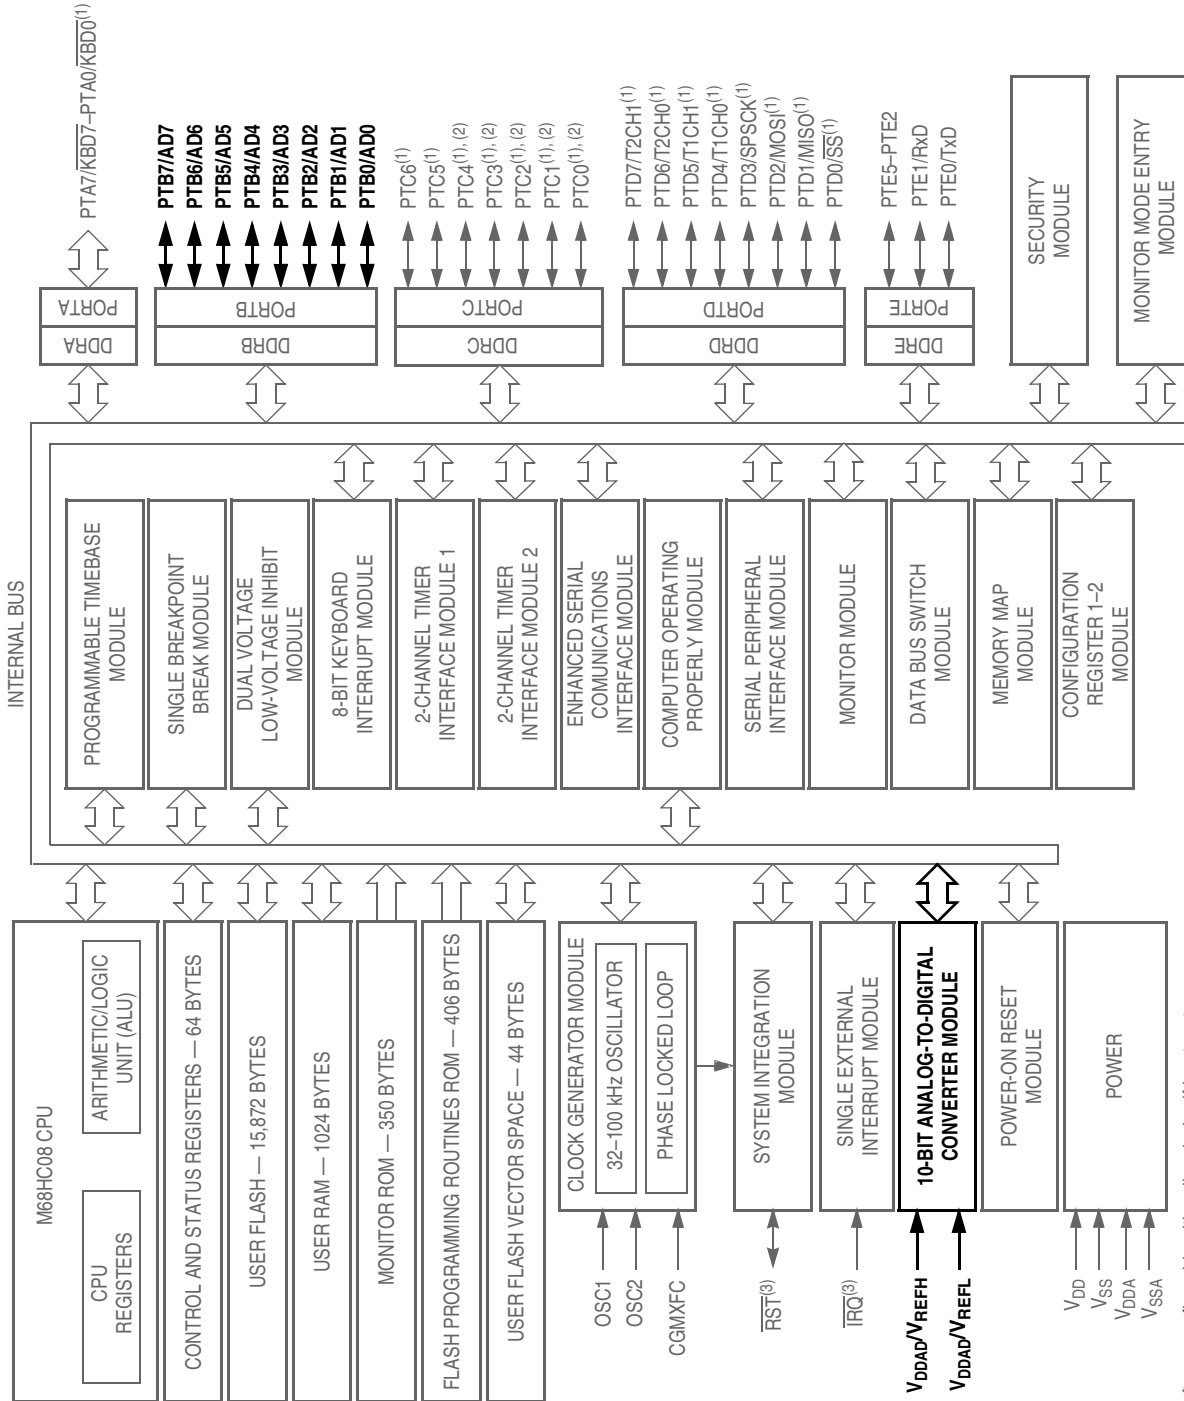 INTERNAL BUS
M68HC08 CPU
CPU
REGISTERS
ARITHMETIC/LOGIC
UNIT (ALU)
CONTROL AND STATUS REGISTERS — 64 BYTES
USER FLASH — 15,872 BYTES
USER RAM — 1024 BYTES
MONITOR ROM — 350 BYTES
FLASH PROGRAMMING ROUTINES ROM — 406 BYTES
USER FLASH VECTOR SPACE — 44 BYTES
CLOCK GENERATOR MODULE
32–100 kHz OSCILLATOR
PHASE LOCKED LOOP
OSC1
OSC2
CGMXFC
SYSTEM INTEGRATION
MODULE
RST(3)
SINGLE EXTERNAL
INTERRUPT MODULE
IRQ(3)
10-BIT ANALOG-TO-DIGITAL
CONVERTER MODULE
VDDAD/VREFH
VDDAD/VREFL
POWER-ON RESET
MODULE
POWER
VDD
VSS
VDDA
VSSA
PROGRAMMABLE TIMEBASE
MODULE
SINGLE BREAKPOINT
BREAK MODULE
DUAL VOLTAGE
LOW-VOLTAGE INHIBIT
MODULE
8-BIT KEYBOARD
INTERRUPT MODULE
2-CHANNEL TIMER
INTERFACE MODULE 1
2-CHANNEL TIMER
INTERFACE MODULE 2
ENHANCED SERIAL
COMUNICATIONS
INTERFACE MODULE
COMPUTER OPERATING
PROPERLY MODULE
SERIAL PERIPHERAL
INTERFACE MODULE
MONITOR MODULE
DATA BUS SWITCH
MODULE
MEMORY MAP
MODULE
CONFIGURATION
REGISTER 1–2
MODULE
DDRA
PORTA
PTA7/KBD7–PTA0/KBD0(1)
DDRB
PORTB
PTB7/AD7
PTB6/AD6
PTB5/AD5
PTB4/AD4
PTB3/AD3
PTB2/AD2
PTB1/AD1
PTB0/AD0
DDRC
PORTC
PTC6(1)
PTC5(1)
PTC4(1), (2)
PTC3(1), (2)
PTC2(1), (2)
PTC1(1), (2)
PTC0(1), (2)
DDRD
PORTD
PTD7/T2CH1(1)
PTD6/T2CH0(1)
PTD5/T1CH1(1)
PTD4/T1CH0(1)
PTD3/SPSCK(1)
PTD2/MOSI(1)
PTD1/MISO(1)
PTD0/SS(1)
DDRE
PORTE
PTE5–PTE2
PTE1/RxD
PTE0/TxD
SECURITY
MODULE
MONITOR MODE ENTRY
MODULE